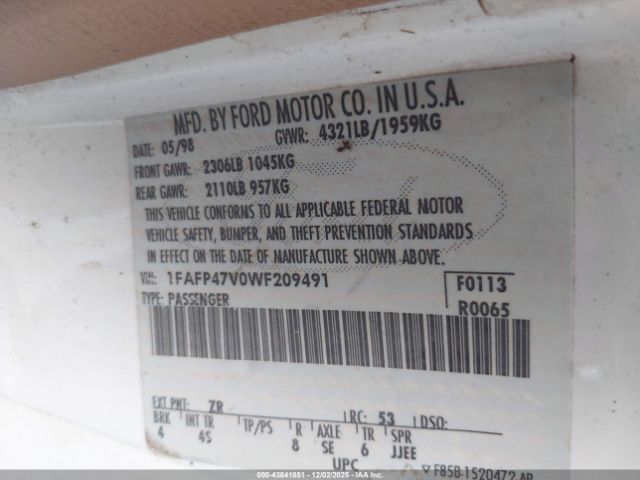 MFD. BY FORD MOTOR CO. IN U.S.A.
DATE: 05/98 GVWR: 4321LB/1959KG
FRONT GAWR: 2306LB 1045KG
REAR GAWR: 2110LB 957KG
THIS VEHICLE CONFORMS TO ALL APPLICABLE FEDERAL MOTOR
VEHICLE SAFETY, BUMPER, AND THEFT PREVENTION STANDARDS
IN EFFECT ON THE DATE OF MANUFACTURE SHOWN ABOVE.
VIN: 1FAFP47V0WF209491 F0113
TYPE: PASSENGER R0065
EXT PNT: ZR RC: 53 DSO:
BRK INT TR TP/PS R AXLE TR SPR
4 4S 8 SE 6 JJEE
UPC F85B-1520472-AB
000-43841851 - 12/02/2025 - IAAI Copart